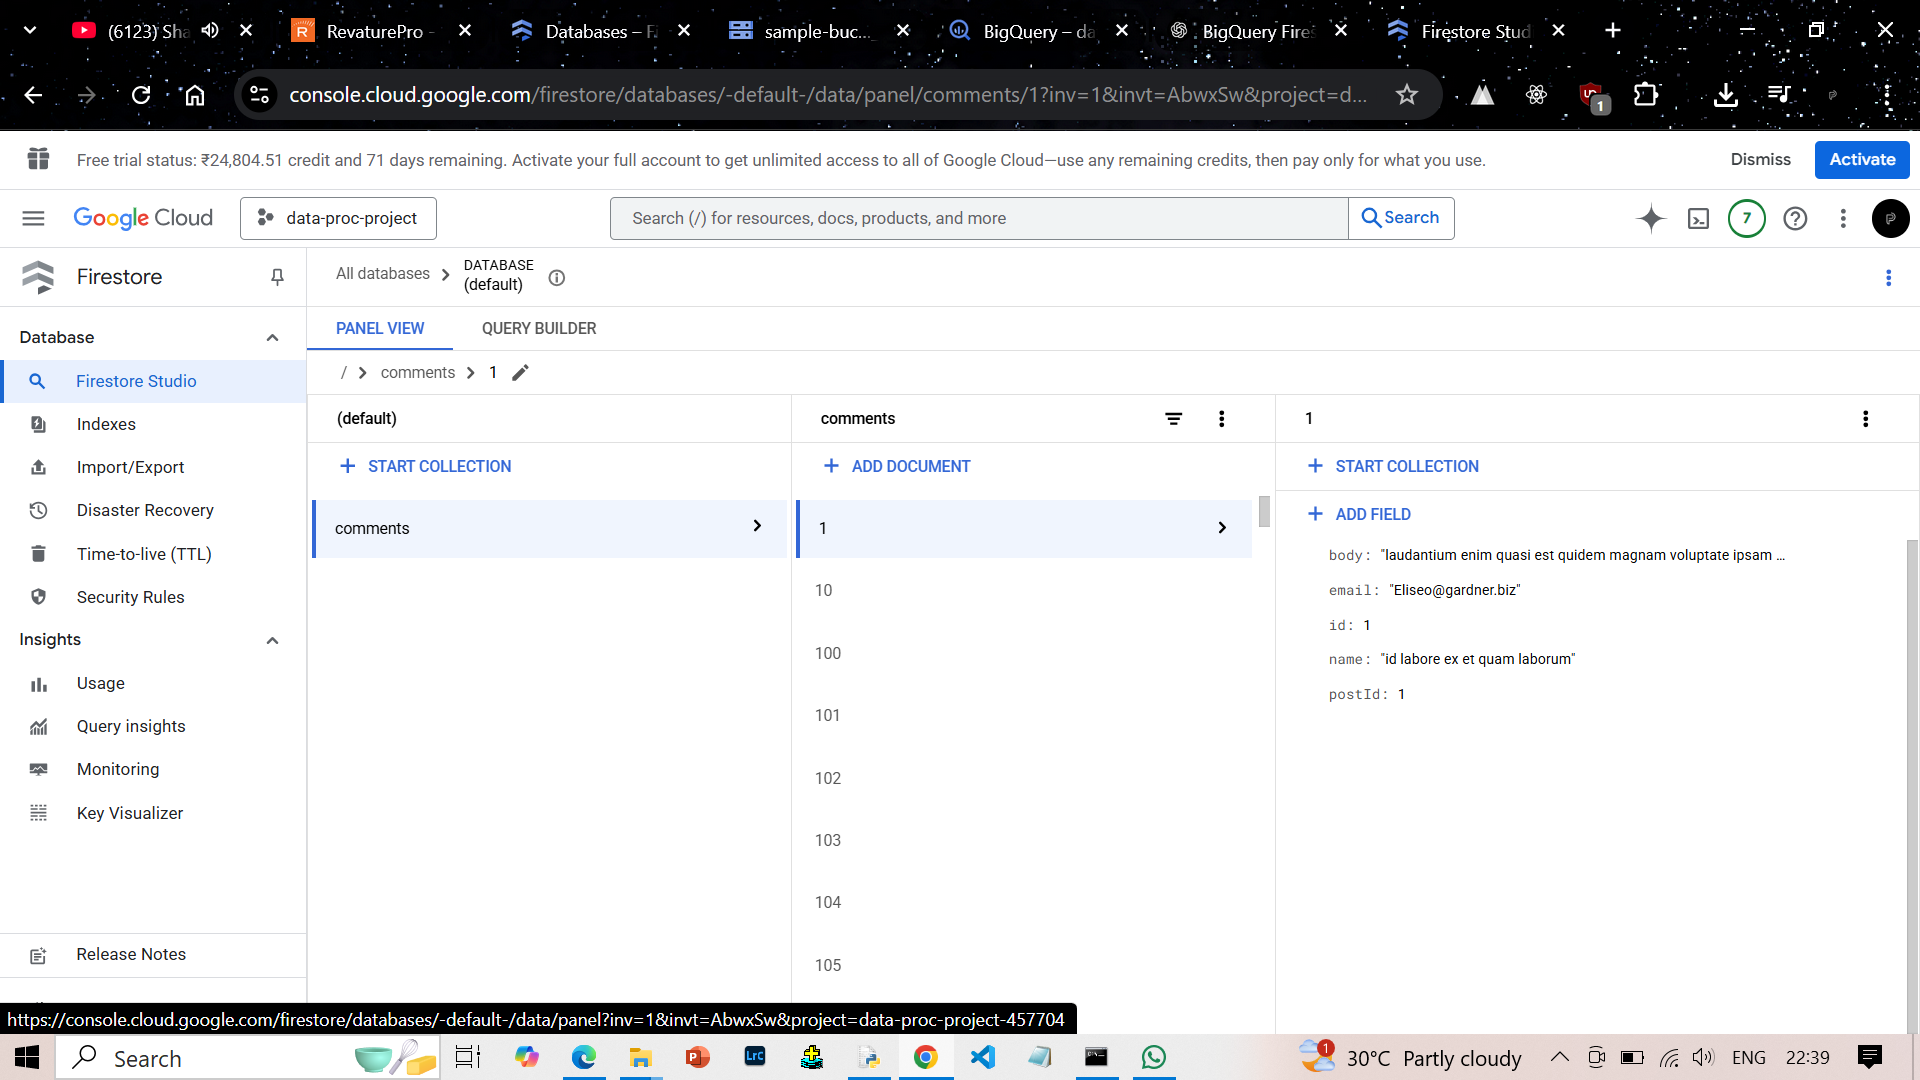 (6123) Sha
RevaturePro -
Databases – Fi
sample-buc...
BigQuery – da
BigQuery Fires
Firestore Stud
console.cloud.google.com/firestore/databases/-default-/data/panel/comments/1?inv=1&invt=AbwxSw&project=d...
1
Free trial status: ₹24,804.51 credit and 71 days remaining. Activate your full account to get unlimited access to all of Google Cloud—use any remaining credits, then pay only for what you use.
Dismiss
Activate
Google Cloud
data-proc-project
Search (/) for resources, docs, products, and more
Search
7
Firestore
All databases
DATABASE
(default)
Database
PANEL VIEW
QUERY BUILDER
Firestore Studio
/ comments 1
Indexes
Import/Export
Disaster Recovery
Time-to-live (TTL)
Security Rules
Insights
Usage
Query insights
Monitoring
Key Visualizer
Release Notes
(default)
START COLLECTION
comments
comments
ADD DOCUMENT
1
10
100
101
102
103
104
105
1
START COLLECTION
ADD FIELD
body: "laudantium enim quasi est quidem magnam voluptate ipsam ...
email: "Eliseo@gardner.biz"
id: 1
name: "id labore ex et quam laborum"
postId: 1
https://console.cloud.google.com/firestore/databases/-default-/data/panel?inv=1&invt=AbwxSw&project=data-proc-project-457704
Search
LrC
1
30°C Partly cloudy
ENG
22:39